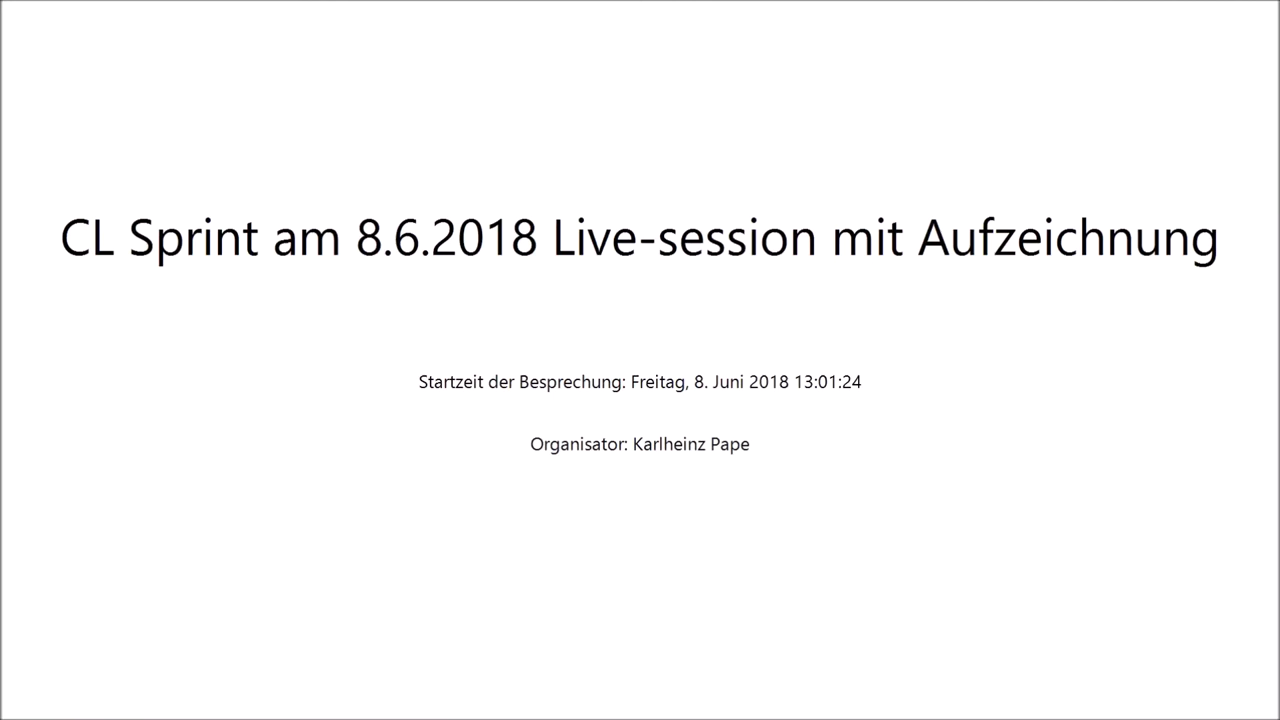 CL Sprint am 8.6.2018 Live-session mit Aufzeichnung
Startzeit der Besprechung: Freitag, 8. Juni 2018 13:01:24
Organisator: Karlheinz Pape